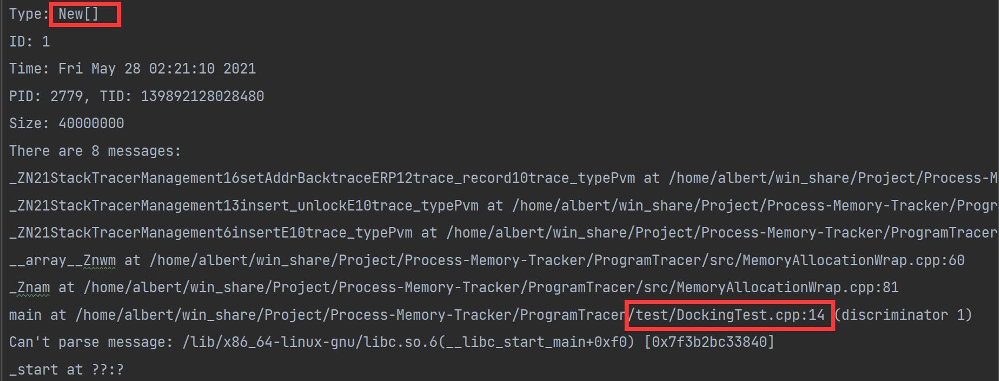 Type: New[]
ID: 1
Time: Fri May 28 02:21:10 2021
PID: 2779, TID: 139892128028480
Size: 40000000
There are 8 messages:
_ZN21StackTracerManagement16setAddrBacktraceERP12trace_record10trace_typePvm at /home/albert/win_share/Project/Process-M
_ZN21StackTracerManagement13insert_unlockE10trace_typePvm at /home/albert/win_share/Project/Process-Memory-Tracker/Progr
_ZN21StackTracerManagement6insertE10trace_typePvm at /home/albert/win_share/Project/Process-Memory-Tracker/ProgramTracer
__array__Znwm at /home/albert/win_share/Project/Process-Memory-Tracker/ProgramTracer/src/MemoryAllocationWrap.cpp:60
_Znam at /home/albert/win_share/Project/Process-Memory-Tracker/ProgramTracer/src/MemoryAllocationWrap.cpp:81
main at /home/albert/win_share/Project/Process-Memory-Tracker/ProgramTracer/test/DockingTest.cpp:14 (discriminator 1)
Can't parse message: /lib/x86_64-linux-gnu/libc.so.6(__libc_start_main+0xf0) [0x7f3b2bc33840]
_start at ??:?